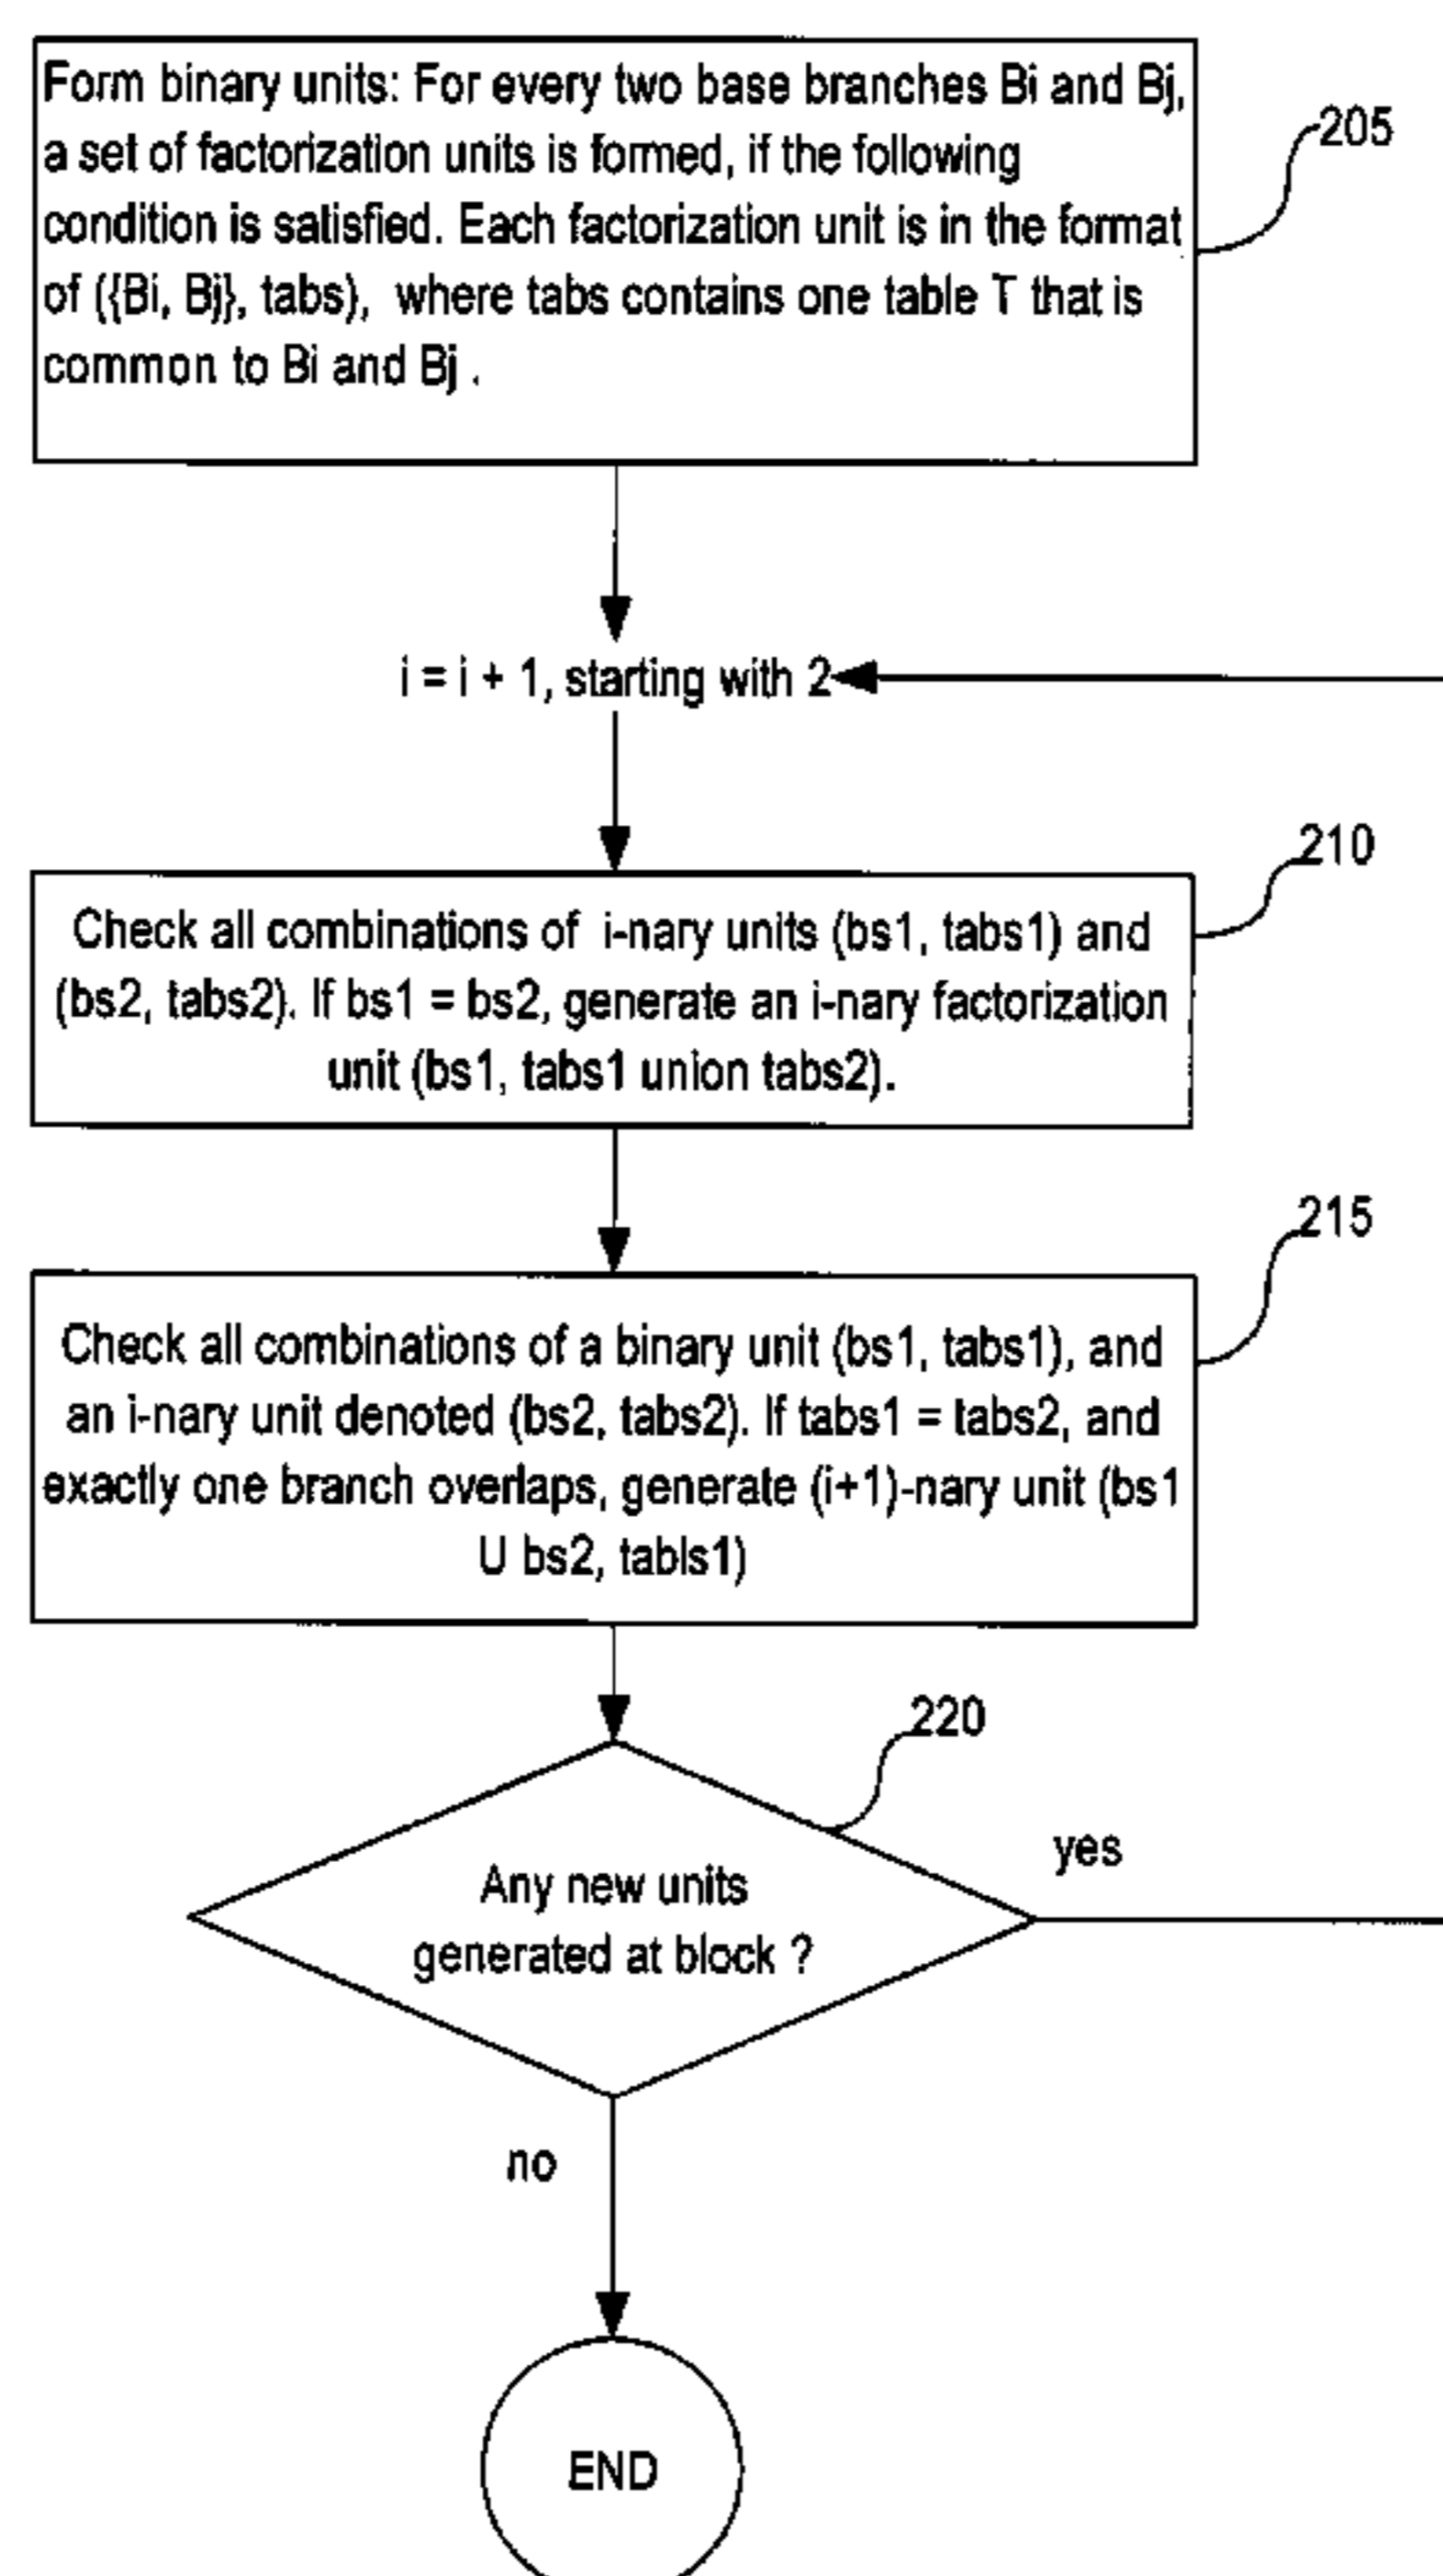 Form binary units: For every two base branches Bi and Bj,
a set of factorization units is formed, if the following
condition is satisfied. Each factorization unit is in the format
of ({Bi, Bj}, tabs), where tabs contains one table T that is
common to Bi and Bj .
205
i = i + 1, starting with 2
210
Check all combinations of i-nary units (bs1, tabs1) and
(bs2, tabs2). If bs1 = bs2, generate an i-nary factorization
unit (bs1, tabs1 union tabs2).
215
Check all combinations of a binary unit (bs1, tabs1), and
an i-nary unit denoted (bs2, tabs2). If tabs1 = tabs2, and
exactly one branch overlaps, generate (i+1)-nary unit (bs1
U bs2, tabls1)
220
Any new units
generated at block ?
yes
no
END